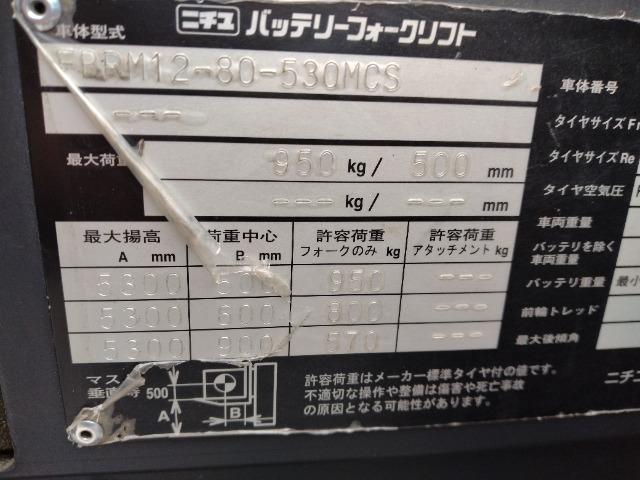 ニチユ バッテリーフォークリフト
車体型式
FBRM12-80-530MCS
車体番号
---
タイヤサイズ Fr
最大荷重 950 kg/ 500 mm
タイヤサイズ Re
--- kg/ --- mm
タイヤ空気圧
車両重量
最大揚高 荷重中心 許容荷重 許容荷重
A mm B mm フォークのみ kg アタッチメント kg
バッテリを除く
車両重量
5300 500 950 ---
バッテリ重量 最小
5300 600 800 ---
前輪トレッド
5300 900 570 ---
最大後傾角
マスト
垂直時 500
A B
許容荷重はメーカー標準タイヤ付の値です。
不適切な操作や整備は傷害や死亡事故
の原因となる可能性があります。
ニチユ